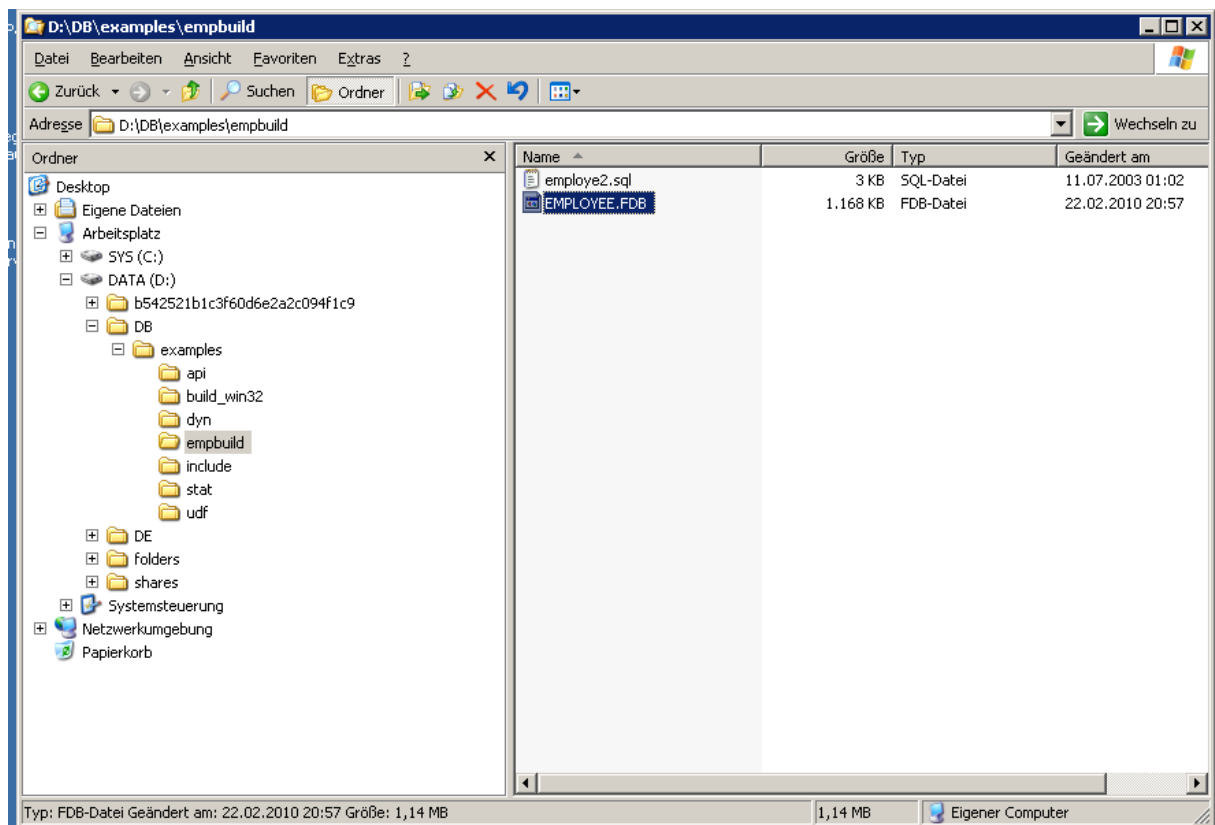 D:\DB\examples\empbuild
Datei Bearbeiten Ansicht Favoriten Extras ?
Zurück Suchen Ordner
Adresse D:\DB\examples\empbuild Wechseln zu
Ordner
Name Größe Typ Geändert am
employe2.sql 3 KB SQL-Datei 11.07.2003 01:02
EMPLOYEE.FDB 1.168 KB FDB-Datei 22.02.2010 20:57
Desktop
Eigene Dateien
Arbeitsplatz
SYS (C:)
DATA (D:)
b542521b1c3f60d6e2a2c094f1c9
DB
examples
api
build_win32
dyn
empbuild
include
stat
udf
DE
folders
shares
Systemsteuerung
Netzwerkumgebung
Papierkorb
Typ: FDB-Datei Geändert am: 22.02.2010 20:57 Größe: 1,14 MB 1,14 MB Eigener Computer